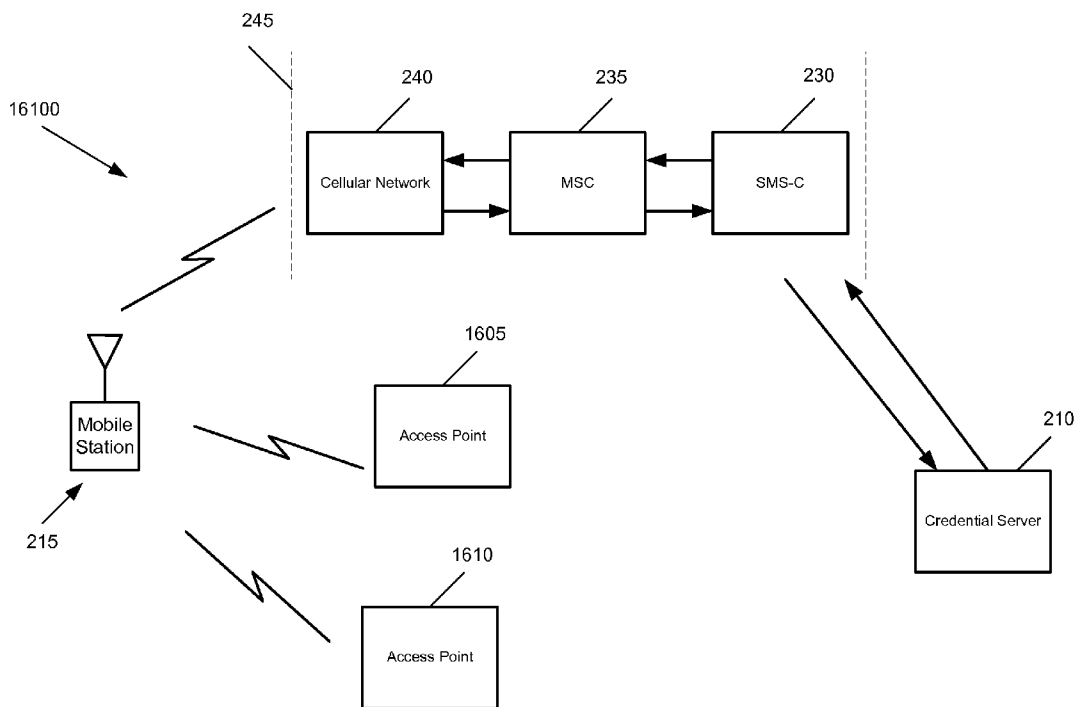 245
240
235
230
16100
Cellular Network
MSC
SMS-C
1605
Mobile
Station
Access Point
210
215
Credential Server
1610
Access Point